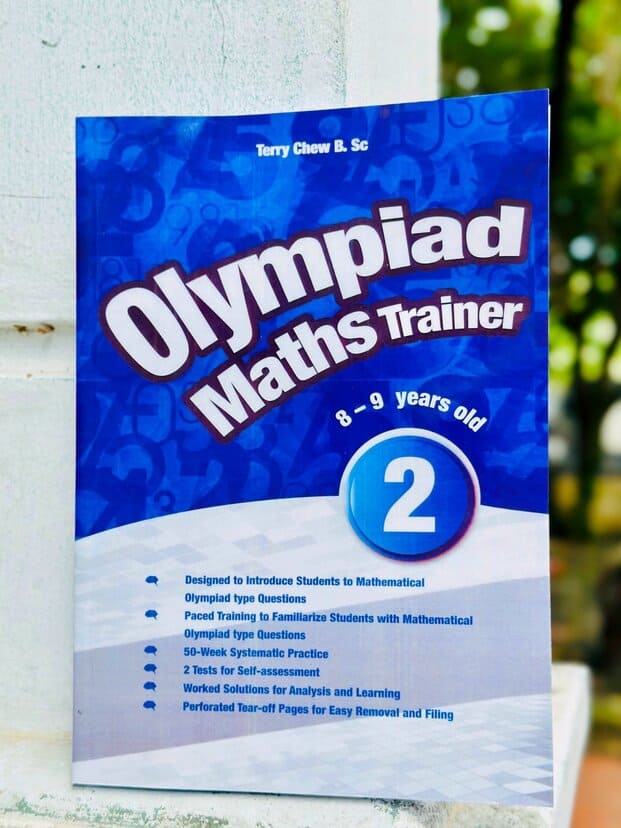 Terry Chew B. Sc
Olympiad
Maths Trainer
8 – 9 years old
2
Designed to Introduce Students to Mathematical
Olympiad type Questions
Paced Training to Familiarize Students with Mathematical
Olympiad type Questions
50-Week Systematic Practice
2 Tests for Self-assessment
Worked Solutions for Analysis and Learning
Perforated Tear-off Pages for Easy Removal and Filing